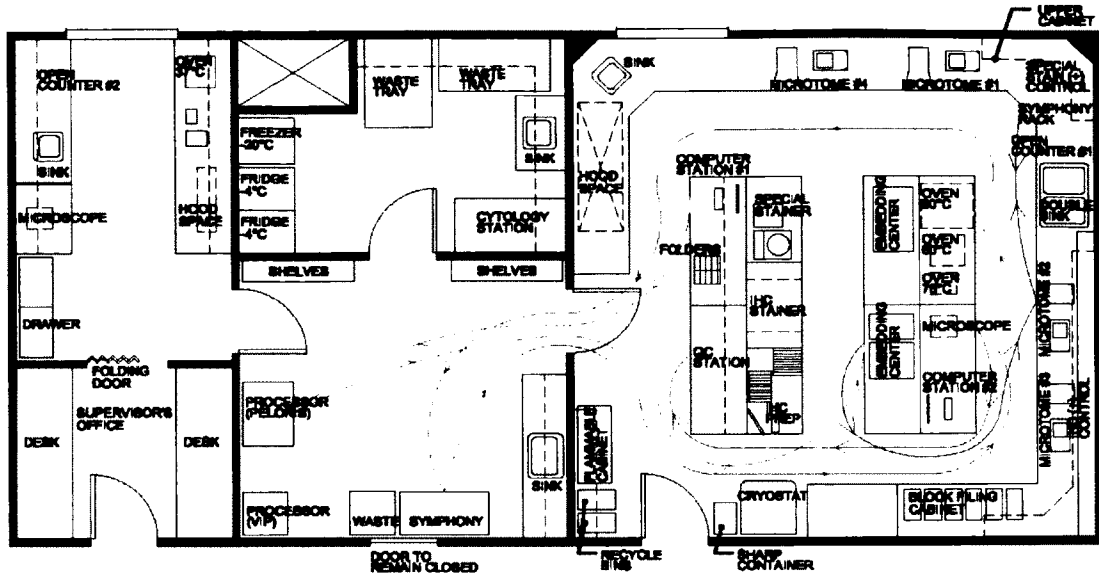 UPPER
CABINET
OPEN
COUNTER #2
OVEN
37°C
SINK
MICROSCOPE
HOOD
SPACE
DRAWER
FOLDING
DOOR
SUPERVISOR'S
OFFICE
DESK
DESK
WASTE
TRAY
WASTE
TRAY
FREEZER
-20°C
FRIDGE
-4°C
FRIDGE
-4°C
SINK
CYTOLOGY
STATION
SHELVES
SHELVES
PROCESSOR
(PELORIS)
PROCESSOR
(VIP)
WASTE
SYMPHONY
SINK
DOOR TO
REMAIN CLOSED
SINK
HOOD
SPACE
MICROTOME #4
MICROTOME #1
SPECIAL
STAIN
CONTROL
SYMPHONY
RACK
OPEN
COUNTER #1
DOUBLE
SINK
COMPUTER
STATION #1
SPECIAL
STAINER
FOLDERS
IHC
STAINER
QC
STATION
IHC
PREP
EMBEDDING
CENTER
EMBEDDING
CENTER
OVEN
OVEN
OVEN
MICROSCOPE
COMPUTER
STATION
MICROTOME #2
MICROTOME #3
CONTROL
FLAMMABLE
CABINET
RECYCLE
BINS
CRYOSTAT
SHARP
CONTAINER
BLOCK FILING
CABINET